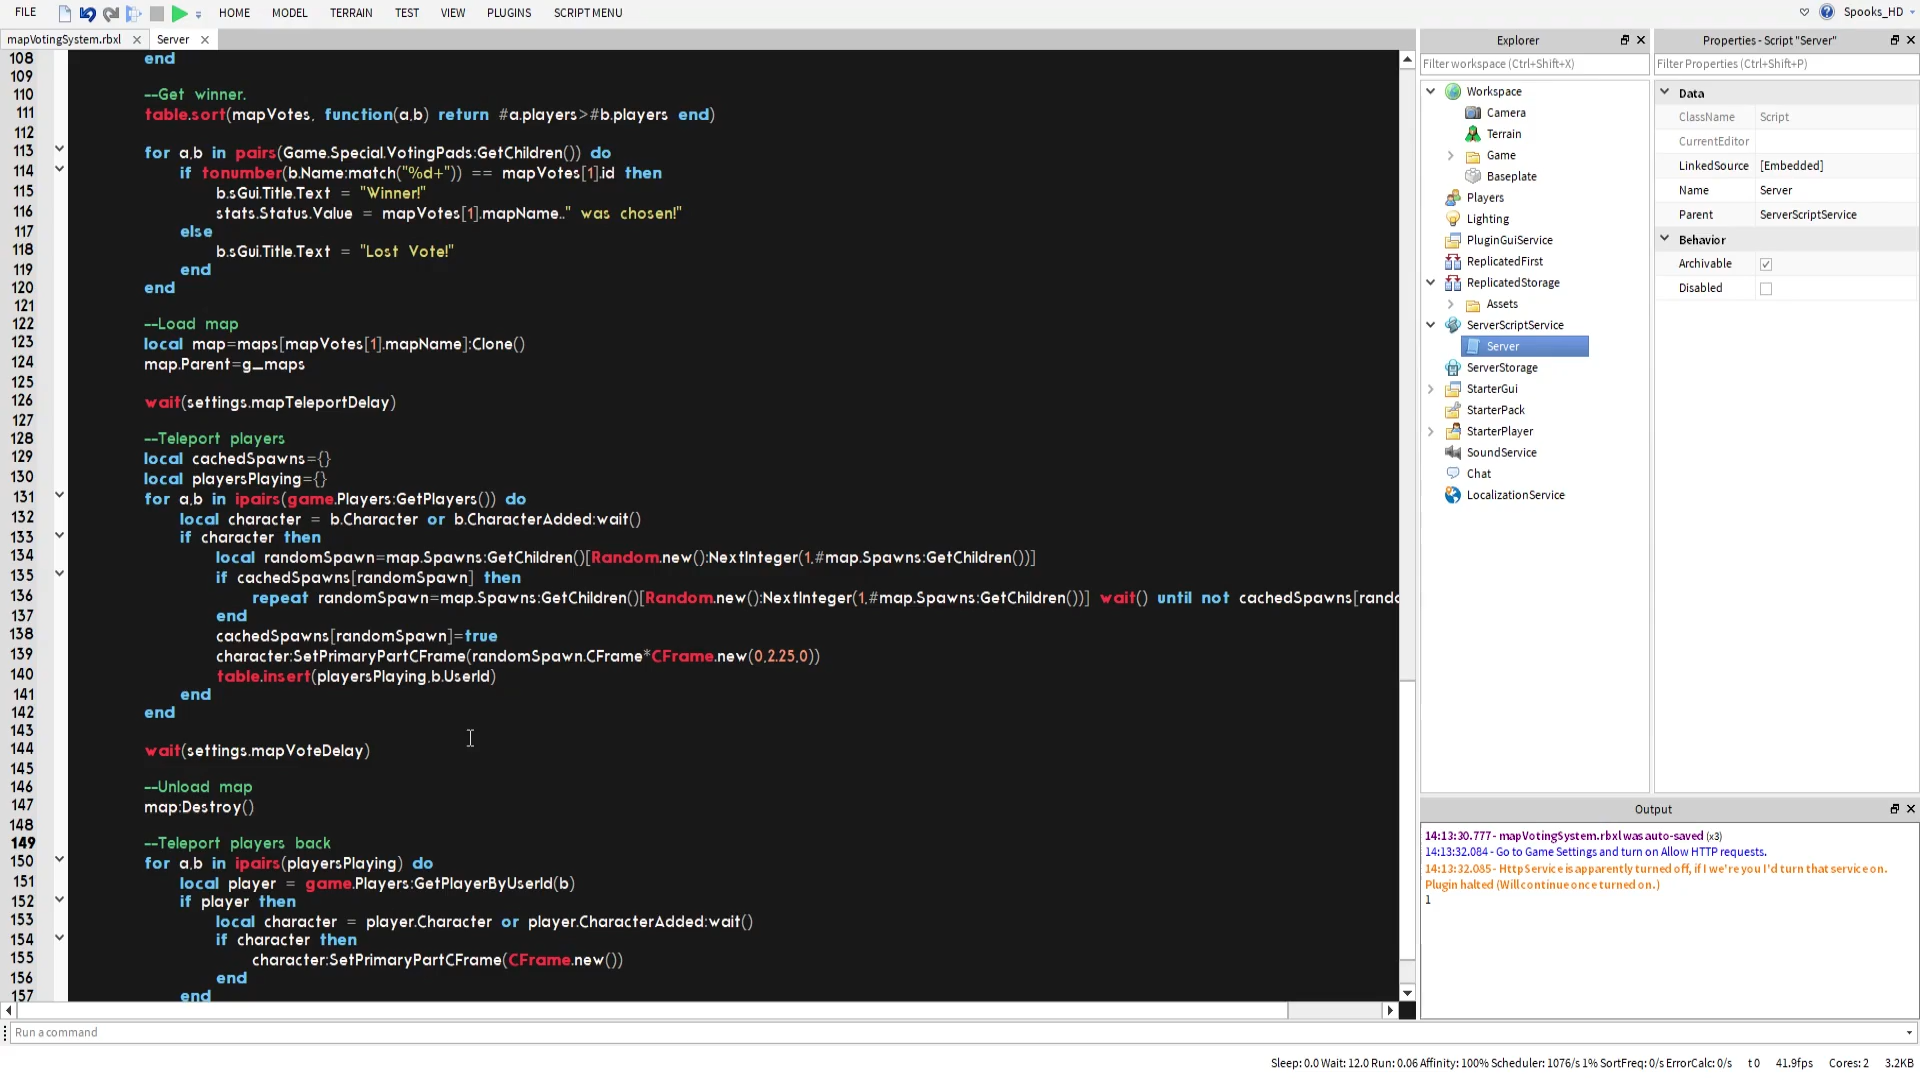 FILE HOME MODEL TERRAIN TEST VIEW PLUGINS SCRIPT MENU Spooks_HD
mapVotingSystem.rbxl Server
108 end
109
110 --Get winner.
111 table.sort(mapVotes, function(a,b) return #a.players>#b.players end)
112
113 for a,b in pairs(Game.Special.VotingPads:GetChildren()) do
114 if tonumber(b.Name:match("%d+")) == mapVotes[1].id then
115 b.sGui.Title.Text = "Winner!"
116 stats.Status.Value = mapVotes[1].mapName.." was chosen!"
117 else
118 b.sGui.Title.Text = "Lost Vote!"
119 end
120 end
121
122 --Load map
123 local map=maps[mapVotes[1].mapName]:Clone()
124 map.Parent=g_maps
125
126 wait(settings.mapTeleportDelay)
127
128 --Teleport players
129 local cachedSpawns={}
130 local playersPlaying={}
131 for a,b in ipairs(game.Players:GetPlayers()) do
132 local character = b.Character or b.CharacterAdded:wait()
133 if character then
134 local randomSpawn=map.Spawns:GetChildren()[Random.new():NextInteger(1,#map.Spawns:GetChildren())]
135 if cachedSpawns[randomSpawn] then
136 repeat randomSpawn=map.Spawns:GetChildren()[Random.new():NextInteger(1,#map.Spawns:GetChildren())] wait() until not cachedSpawns[rando
137 end
138 cachedSpawns[randomSpawn]=true
139 character:SetPrimaryPartCFrame(randomSpawn.CFrame*CFrame.new(0,2.25,0))
140 table.insert(playersPlaying,b.UserId)
141 end
142 end
143
144 wait(settings.mapVoteDelay)
145
146 --Unload map
147 map:Destroy()
148
149 --Teleport players back
150 for a,b in ipairs(playersPlaying) do
151 local player = game.Players:GetPlayerByUserId(b)
152 if player then
153 local character = player.Character or player.CharacterAdded:wait()
154 if character then
155 character:SetPrimaryPartCFrame(CFrame.new())
156 end
157 end
Run a command
Explorer
Filter workspace (Ctrl+Shift+X)
Workspace
Camera
Terrain
Game
Baseplate
Players
Lighting
PluginGuiService
ReplicatedFirst
ReplicatedStorage
Assets
ServerScriptService
Server
ServerStorage
StarterGui
StarterPack
StarterPlayer
SoundService
Chat
LocalizationService
Properties - Script "Server"
Filter Properties (Ctrl+Shift+P)
Data
ClassName Script
CurrentEditor
LinkedSource [Embedded]
Name Server
Parent ServerScriptService
Behavior
Archivable
Disabled
Output
14:13:30.777 - mapVotingSystem.rbxl was auto-saved (x3)
14:13:32.084 - Go to Game Settings and turn on Allow HTTP requests.
14:13:32.085 - HttpService is apparently turned off, if I we're you I'd turn that service on.
Plugin halted (Will continue once turned on.)
1
Sleep: 0.0 Wait: 12.0 Run: 0.06 Affinity: 100% Scheduler: 1076/s 1% SortFreq: 0/s ErrorCalc: 0/s t 0 41.9fps Cores: 2 3.2KB